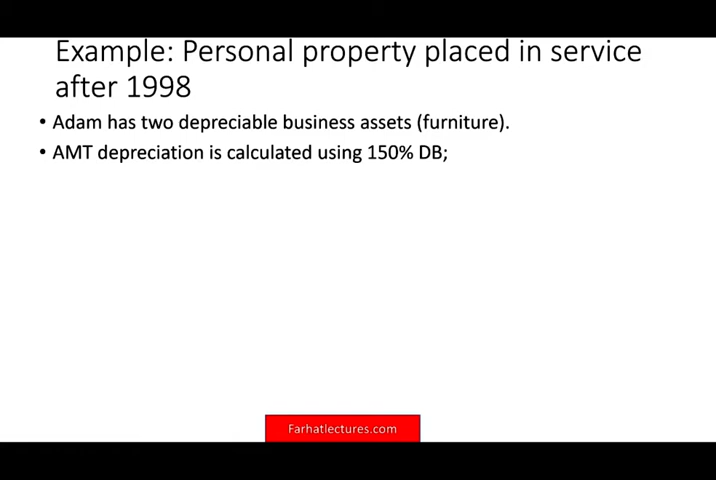 Example: Personal property placed in service
after 1998
• Adam has two depreciable business assets (furniture).
• AMT depreciation is calculated using 150% DB;
Farhatlectures.com